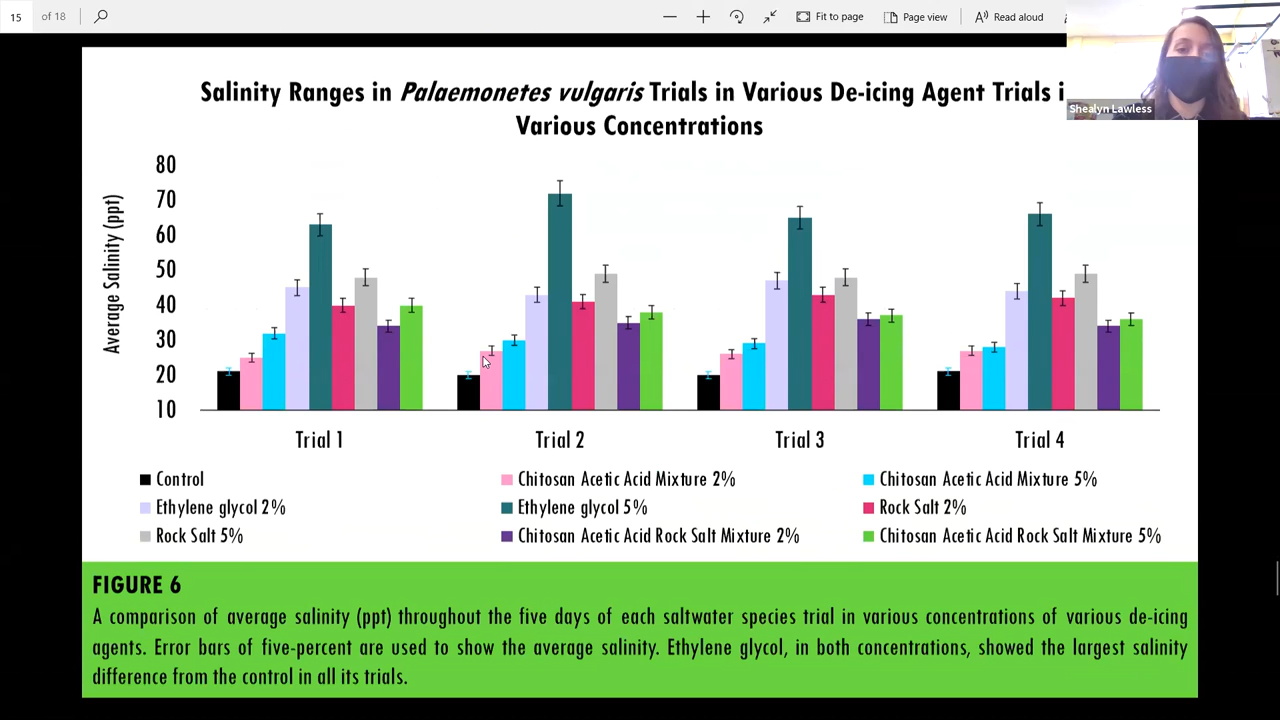 15 of 18
Fit to page
Page view
Read aloud
Shealyn Lawless
Salinity Ranges in Palaemonetes vulgaris Trials in Various De-icing Agent Trials i
Various Concentrations
Average Salinity (ppt)
80
70
60
50
40
30
20
10
Trial 1
Trial 2
Trial 3
Trial 4
Control
Chitosan Acetic Acid Mixture 2%
Chitosan Acetic Acid Mixture 5%
Ethylene glycol 2%
Ethylene glycol 5%
Rock Salt 2%
Rock Salt 5%
Chitosan Acetic Acid Rock Salt Mixture 2%
Chitosan Acetic Acid Rock Salt Mixture 5%
FIGURE 6
A comparison of average salinity (ppt) throughout the five days of each saltwater species trial in various concentrations of various de-icing
agents. Error bars of five-percent are used to show the average salinity. Ethylene glycol, in both concentrations, showed the largest salinity
difference from the control in all its trials.